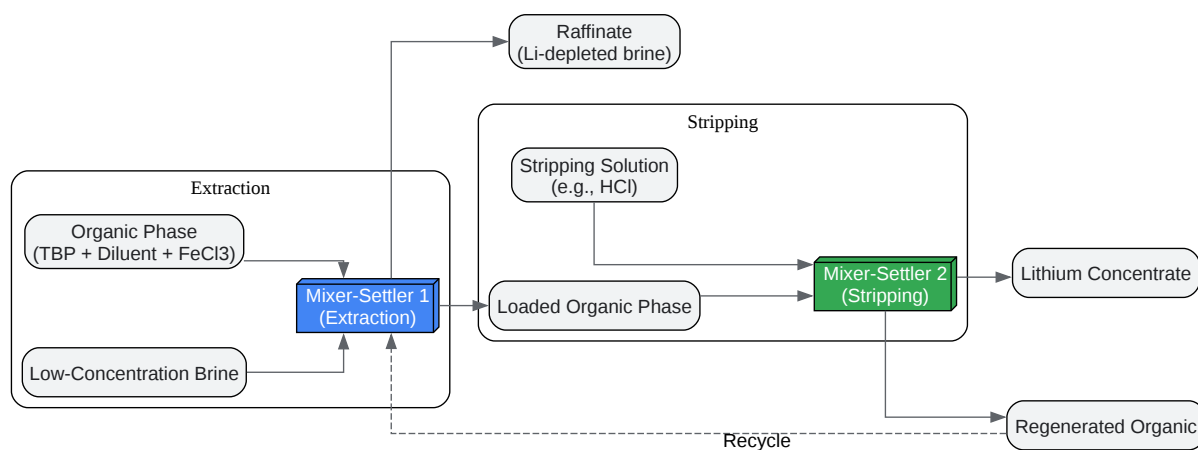 Raffinate
(Li-depleted brine)
Stripping
Stripping Solution
(e.g., HCl)
Extraction
Organic Phase
(TBP + Diluent + FeCl3)
Mixer-Settler 1
(Extraction)
Loaded Organic Phase
Mixer-Settler 2
(Stripping)
Lithium Concentrate
Low-Concentration Brine
Regenerated Organic
Recycle